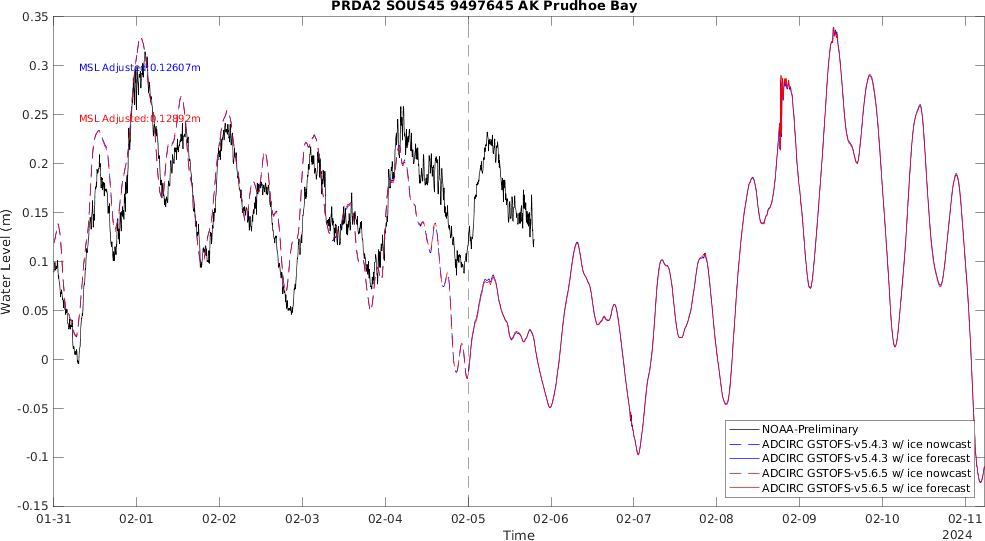 PRDA2 SOUS45 9497645 AK Prudhoe Bay
0.35
0.3
0.25
0.2
0.15
0.1
0.05
0
-0.05
-0.1
-0.15
Water Level (m)
MSL Adjusted:0.12607m
MSL Adjusted:0.12892m
NOAA-Preliminary
ADCIRC GSTOFS-v5.4.3 w/ ice nowcast
ADCIRC GSTOFS-v5.4.3 w/ ice forecast
ADCIRC GSTOFS-v5.6.5 w/ ice nowcast
ADCIRC GSTOFS-v5.6.5 w/ ice forecast
01-31 02-01 02-02 02-03 02-04 02-05 02-06 02-07 02-08 02-09 02-10 02-11
Time
2024